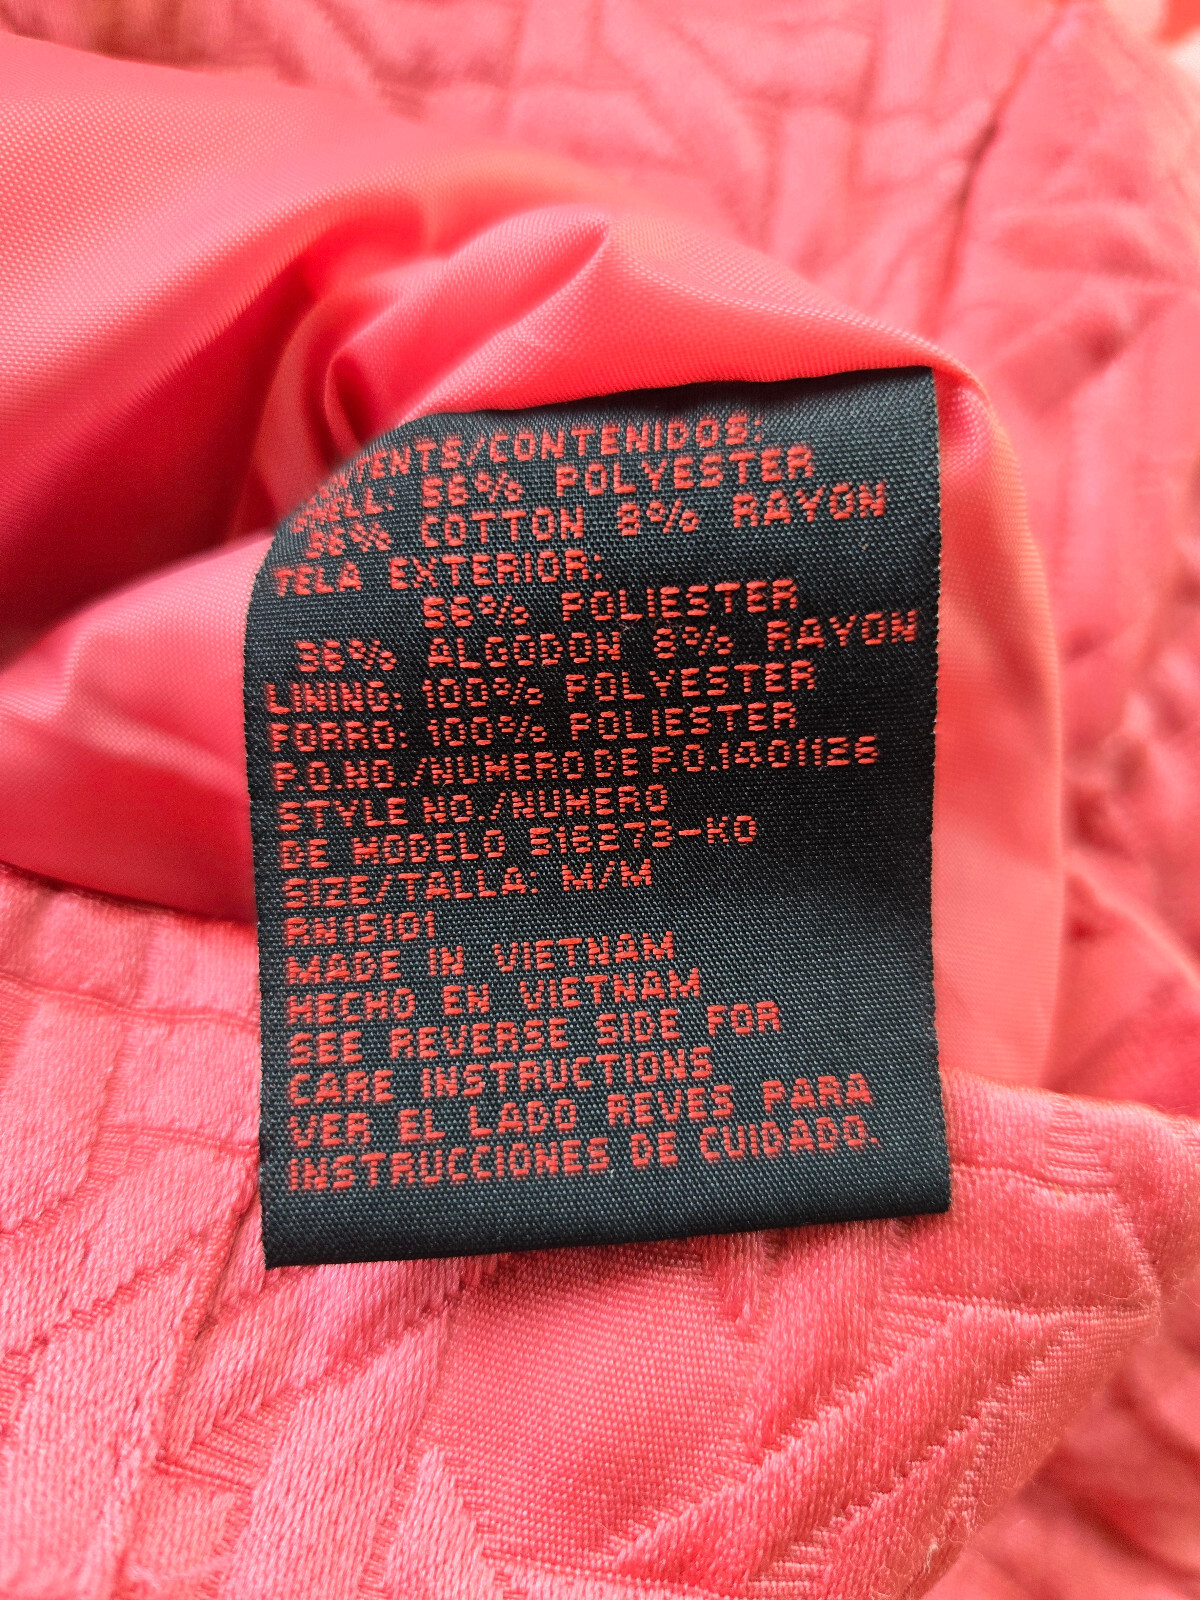 CONTENTS/CONTENIDOS:
SHELL: 56% POLYESTER
36% COTTON 8% RAYON
TELA EXTERIOR:
56% POLIESTER
36% ALGODON 8% RAYON
LINING: 100% POLYESTER
FORRO: 100% POLIESTER
P.O.NO./NUMERO DE P.O.1401126
STYLE NO./NUMERO
DE MODELO 516273-KO
SIZE/TALLA: M/M
RN15101
MADE IN VIETNAM
HECHO EN VIETNAM
SEE REVERSE SIDE FOR
CARE INSTRUCTIONS
VER EL LADO REVES PARA
INSTRUCCIONES DE CUIDADO.